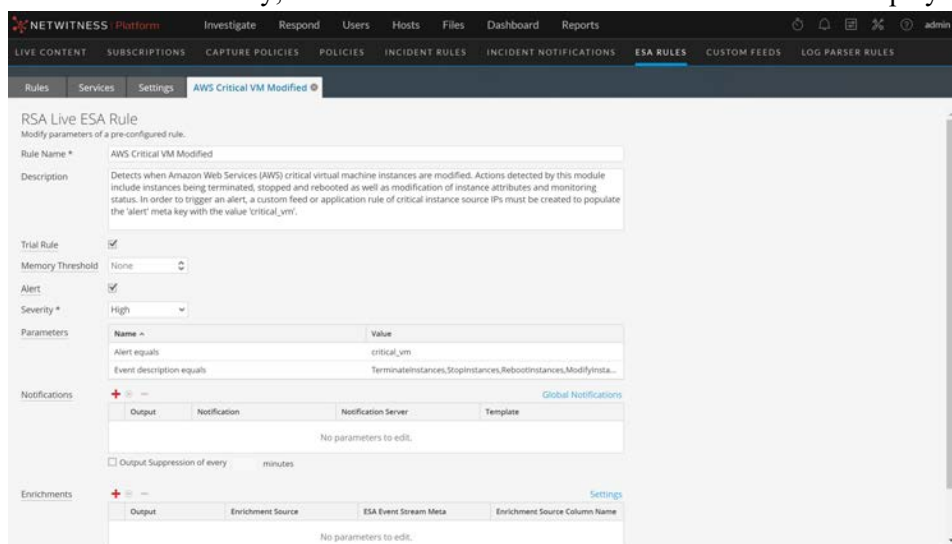 NETWITNESS Platform Investigate Respond Users Hosts Files Dashboard Reports admin
LIVE CONTENT SUBSCRIPTIONS CAPTURE POLICIES POLICIES INCIDENT RULES INCIDENT NOTIFICATIONS ESA RULES CUSTOM FEEDS LOG PARSER RULES
Rules Services Settings AWS Critical VM Modified
RSA Live ESA Rule
Modify parameters of a pre-configured rule.
Rule Name * AWS Critical VM Modified
Description Detects when Amazon Web Services (AWS) critical virtual machine instances are modified. Actions detected by this module
include instances being terminated, stopped and rebooted as well as modification of instance attributes and monitoring
status. In order to trigger an alert, a custom feed or application rule of critical instance source IPs must be created to populate
the 'alert' meta key with the value 'critical_vm'.
Trial Rule
Memory Threshold None
Alert
Severity * High
Parameters Name Value
Alert equals critical_vm
Event description equals TerminateInstances,StopInstances,RebootInstances,ModifyInsta...
Notifications Global Notifications
Output Notification Notification Server Template
No parameters to edit.
Output Suppression of every minutes
Enrichments Settings
Output Enrichment Source ESA Event Stream Meta Enrichment Source Column Name
No parameters to edit.